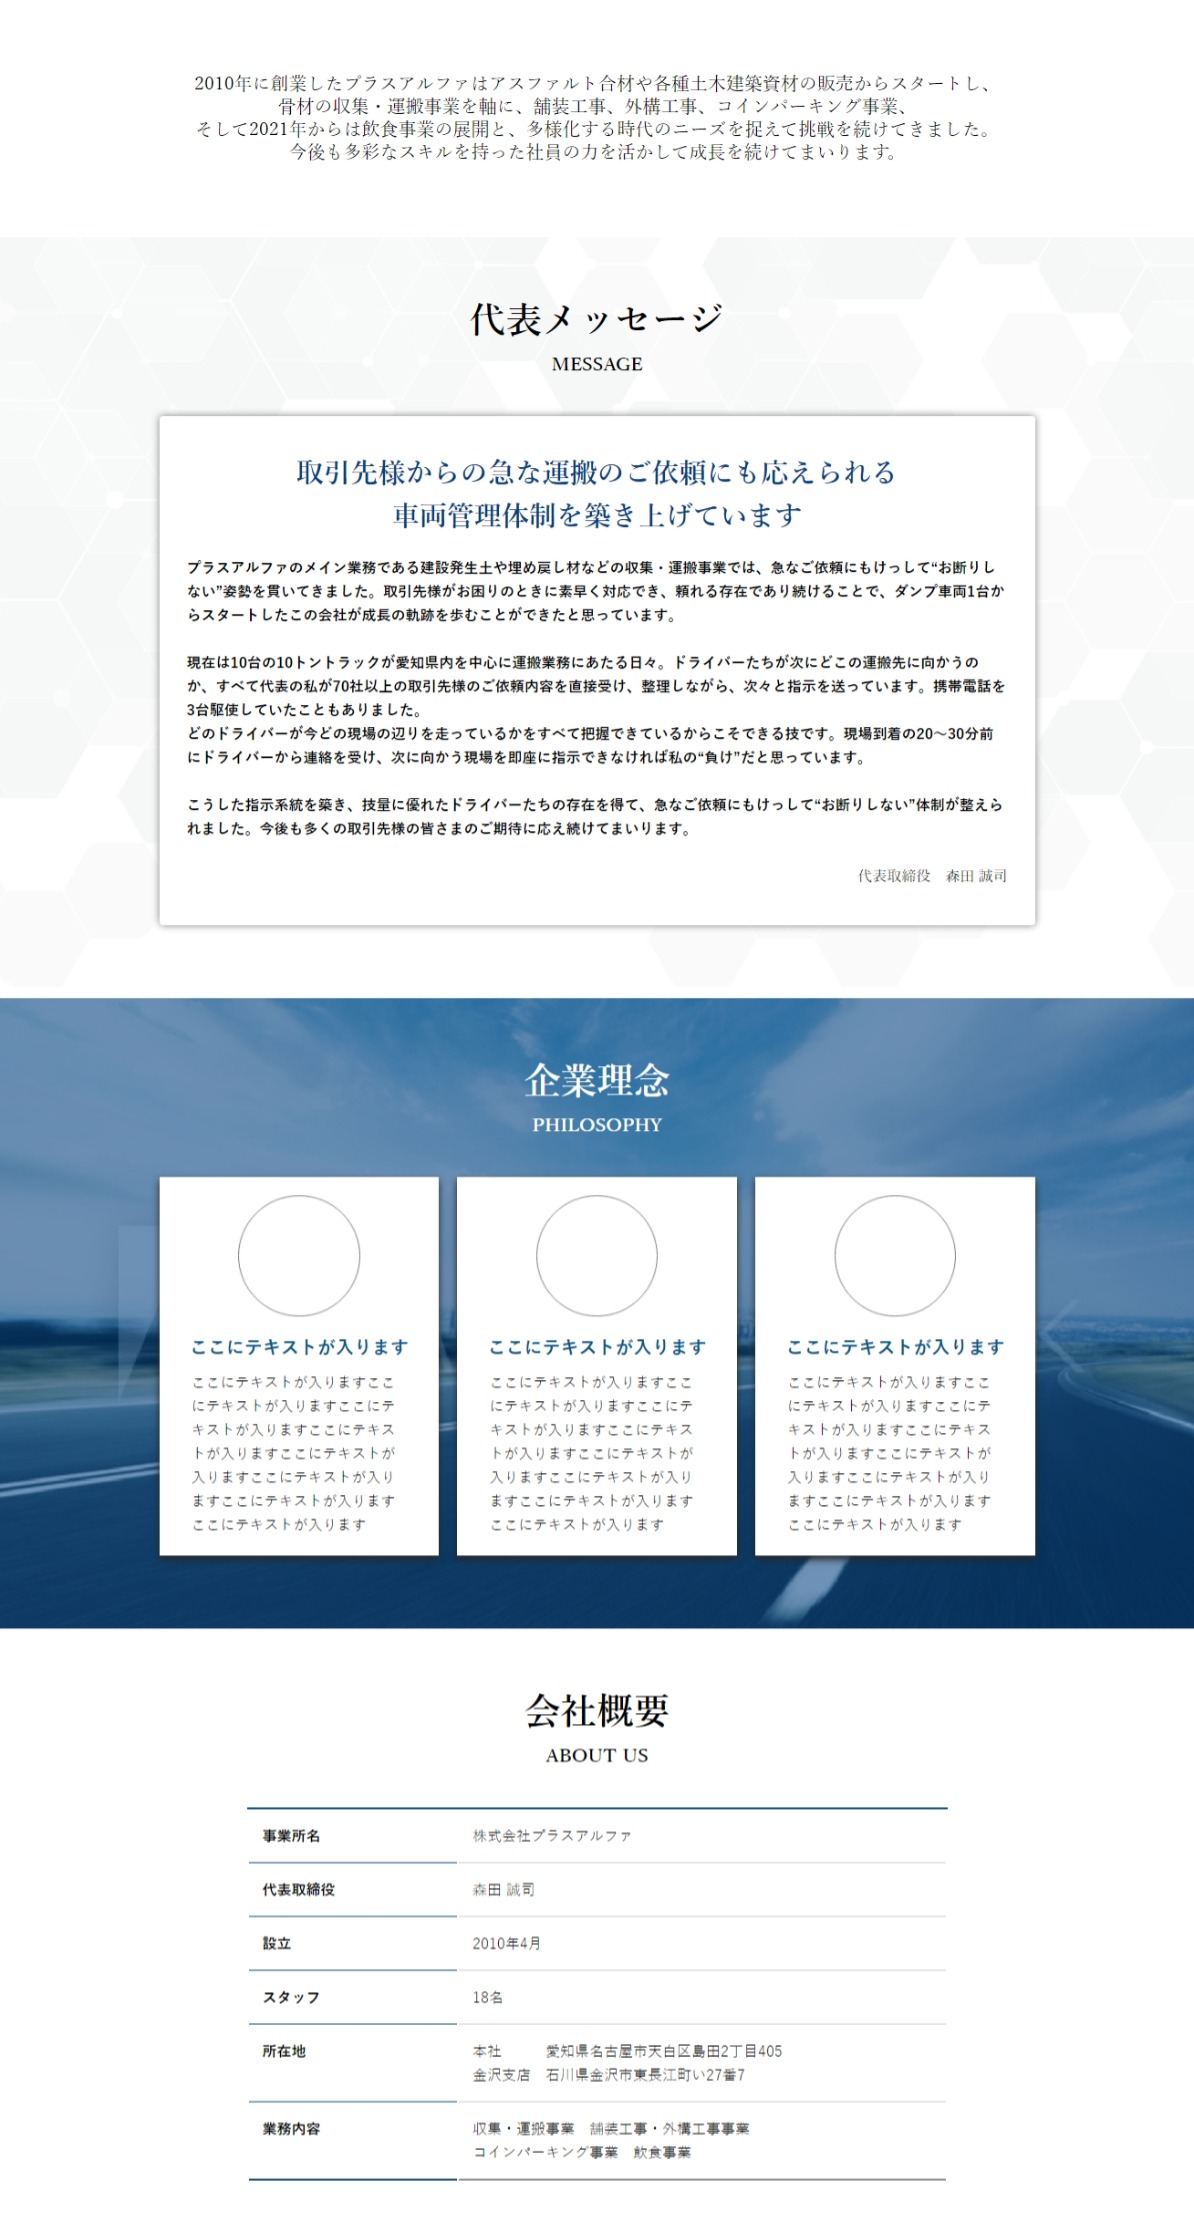 2010年に創業したプラスアルファはアスファルト合材や各種土木建築資材の販売からスタートし、
骨材の収集・運搬事業を軸に、舗装工事、外構工事、コインパーキング事業、
そして2021年からは飲食事業の展開と、多様化する時代のニーズを捉えて挑戦を続けてきました。
今後も多彩なスキルを持った社員の力を活かして成長を続けてまいります。
代表メッセージ
MESSAGE
取引先様からの急な運搬のご依頼にも応えられる
車両管理体制を築き上げています
プラスアルファのメイン業務である建設発生土や埋め戻し材などの収集・運搬事業では、急なご依頼にもけっして“お断りし
ない”姿勢を貫いてきました。取引先様がお困りのときに素早く対応でき、頼れる存在であり続けることで、ダンプ車両1台か
らスタートしたこの会社が成長の軌跡を歩むことができたと思っています。
現在は10台の10トントラックが愛知県内を中心に運搬業務にあたる日々。ドライバーたちが次にどこの運搬先に向かうの
か、すべて代表の私が70社以上の取引先様のご依頼内容を直接受け、整理しながら、次々と指示を送っています。携帯電話を
3台駆使していたこともありました。
どのドライバーが今どの現場の辺りを走っているかをすべて把握できているからこそできる技です。現場到着の20～30分前
にドライバーから連絡を受け、次に向かう現場を即座に指示できなければ私の“負け”だと思っています。
こうした指示系統を築き、技量に優れたドライバーたちの存在を得て、急なご依頼にもけっして“お断りしない”体制が整えら
れました。今後も多くの取引先様の皆さまのご期待に応え続けてまいります。
代表取締役　森田 誠司
企業理念
PHILOSOPHY
ここにテキストが入ります
ここにテキストが入りますここ
にテキストが入りますここにテ
キストが入りますここにテキス
トが入りますここにテキストが
入りますここにテキストが入り
ますここにテキストが入ります
ここにテキストが入ります
ここにテキストが入ります
ここにテキストが入りますここ
にテキストが入りますここにテ
キストが入りますここにテキス
トが入りますここにテキストが
入りますここにテキストが入り
ますここにテキストが入ります
ここにテキストが入ります
ここにテキストが入ります
ここにテキストが入りますここ
にテキストが入りますここにテ
キストが入りますここにテキス
トが入りますここにテキストが
入りますここにテキストが入り
ますここにテキストが入ります
ここにテキストが入ります
会社概要
ABOUT US
事業所名　株式会社プラスアルファ
代表取締役　森田 誠司
設立　2010年4月
スタッフ　18名
所在地　本社　　　愛知県名古屋市天白区島田2丁目405
金沢支店　石川県金沢市東長江町い27番7
業務内容　収集・運搬事業　舗装工事・外構工事事業
コインパーキング事業　飲食事業